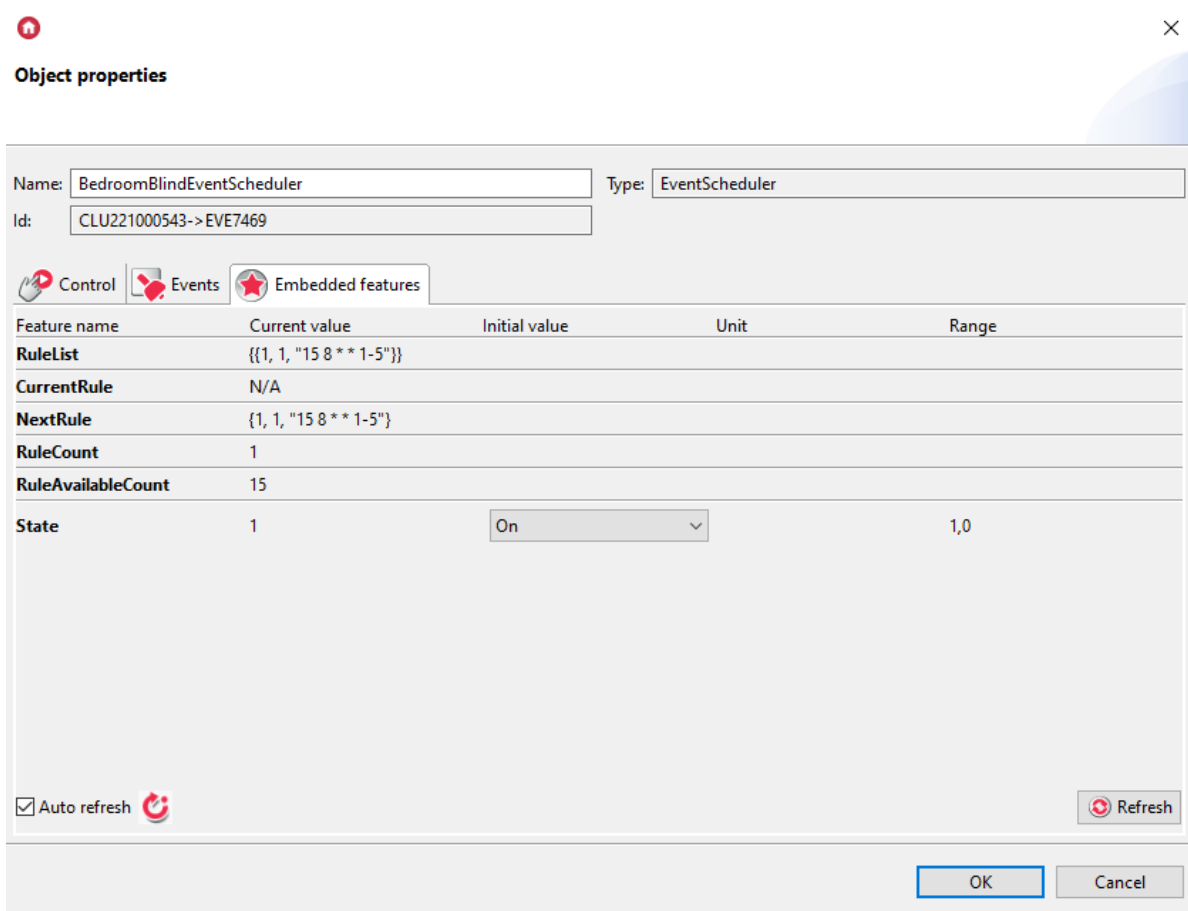 Object properties
Name: BedroomBlindEventScheduler Type: EventScheduler
Id: CLU221000543->EVE7469
Control Events Embedded features
Feature name Current value Initial value Unit Range
RuleList {{1, 1, "15 8 * * 1-5"}}
CurrentRule N/A
NextRule {1, 1, "15 8 * * 1-5"}
RuleCount 1
RuleAvailableCount 15
State 1 On 1,0
Auto refresh Refresh
OK Cancel